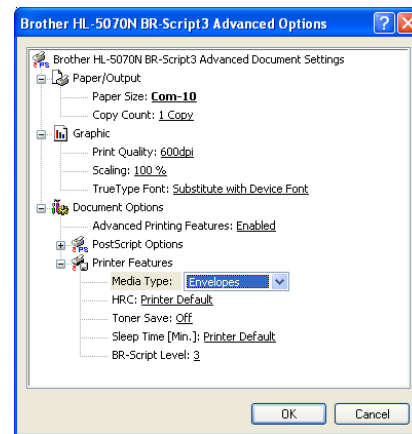 Brother HL-5070N BR-Script3 Advanced Options
Brother HL-5070N BR-Script3 Advanced Document Settings
Paper/Output
Paper Size: Com-10
Copy Count: 1 Copy
Graphic
Print Quality: 600dpi
Scaling: 100 %
TrueType Font: Substitute with Device Font
Document Options
Advanced Printing Features: Enabled
PostScript Options
Printer Features
Media Type: Envelopes
HRC: Printer Default
Toner Save: Off
Sleep Time [Min.]: Printer Default
BR-Script Level: 3
OK Cancel